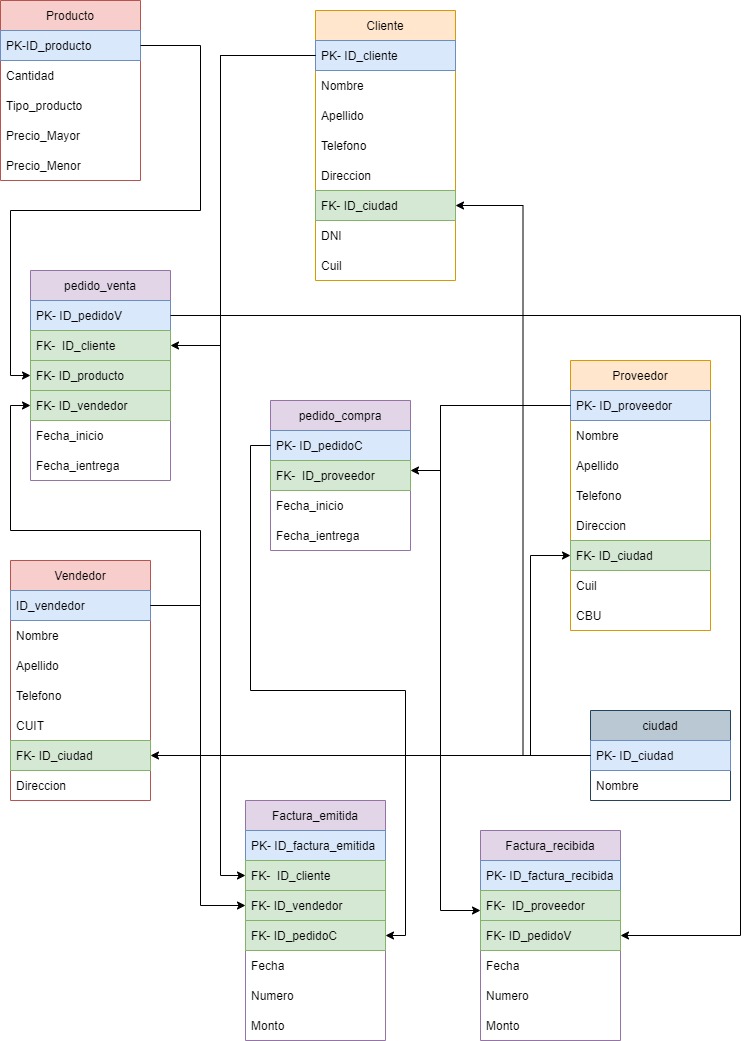 Producto
PK-ID_producto
Cantidad
Tipo_producto
Precio_Mayor
Precio_Menor
Cliente
PK- ID_cliente
Nombre
Apellido
Telefono
Direccion
FK- ID_ciudad
DNI
Cuil
pedido_venta
PK- ID_pedidoV
FK-  ID_cliente
FK- ID_producto
FK- ID_vendedor
Fecha_inicio
Fecha_ientrega
pedido_compra
PK- ID_pedidoC
FK-  ID_proveedor
Fecha_inicio
Fecha_ientrega
Proveedor
PK- ID_proveedor
Nombre
Apellido
Telefono
Direccion
FK- ID_ciudad
Cuil
CBU
Vendedor
ID_vendedor
Nombre
Apellido
Telefono
CUIT
FK- ID_ciudad
Direccion
ciudad
PK- ID_ciudad
Nombre
Factura_emitida
PK- ID_factura_emitida
FK-  ID_cliente
FK- ID_vendedor
FK- ID_pedidoC
Fecha
Numero
Monto
Factura_recibida
PK- ID_factura_recibida
FK-  ID_proveedor
FK- ID_pedidoV
Fecha
Numero
Monto